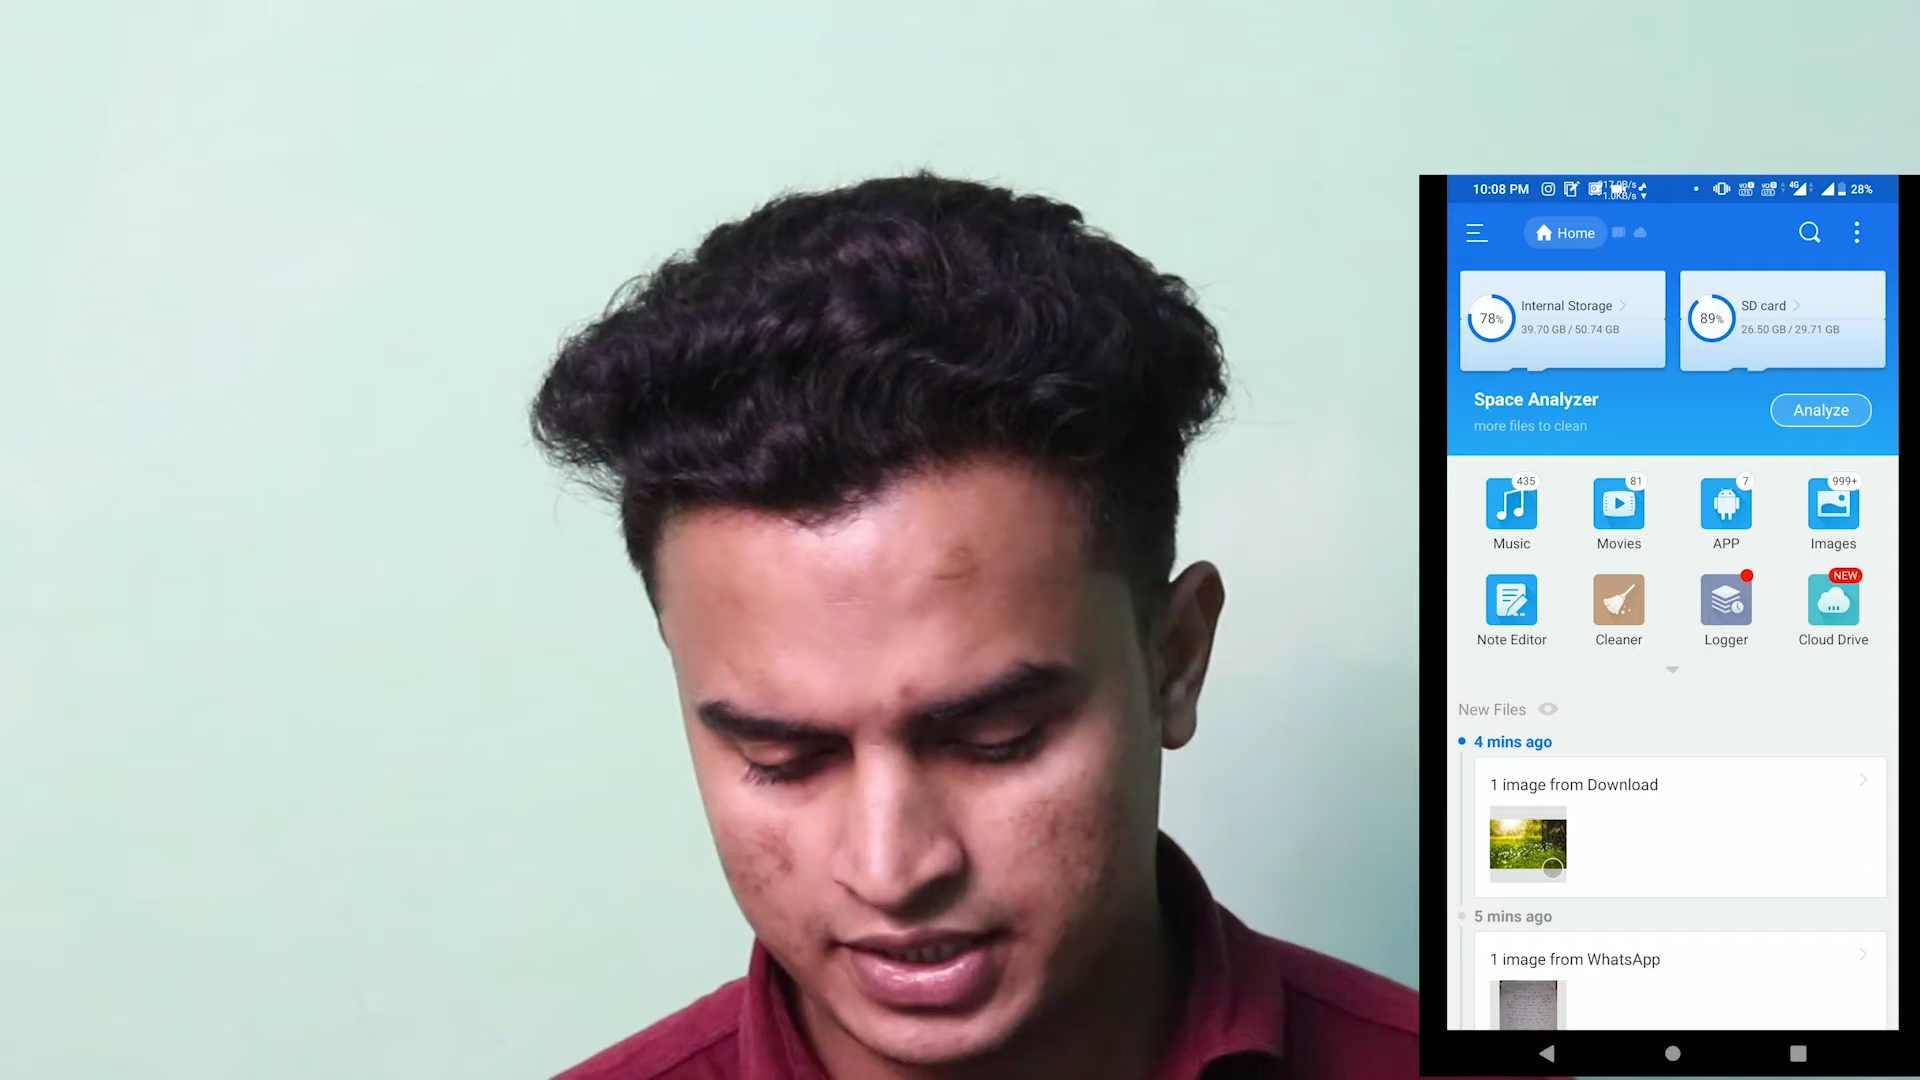 10:08 PM
1.0KB/s
4G
28%
Home
78%
Internal Storage
39.70 GB / 50.74 GB
89%
SD card
26.50 GB / 29.71 GB
Space Analyzer
more files to clean
Analyze
435
81
7
999+
Music
Movies
APP
Images
NEW
Note Editor
Cleaner
Logger
Cloud Drive
New Files
4 mins ago
1 image from Download
5 mins ago
1 image from WhatsApp